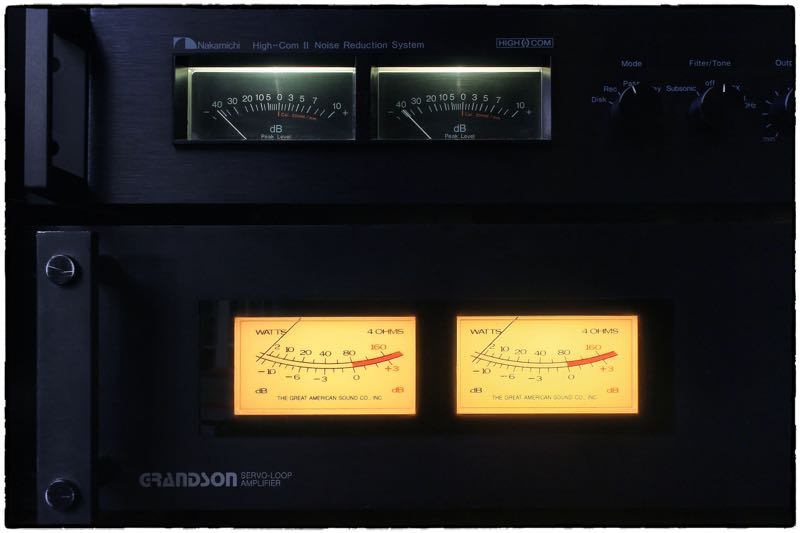 Nakamichi High-Com II Noise Reduction System
HIGH COM
Mode
Filter/Tone
Rec
Disk
Subsonic
off
min
40 30 20 10 5 0 3 5 7 10 +
dB
Peak Level
40 30 20 10 5 0 3 5 7 10 +
dB
Peak Level
WATTS 4 OHMS
2 10 20 40 80 160
-10 -6 -3 0 +3
dB dB
THE GREAT AMERICAN SOUND CO., INC.
WATTS 4 OHMS
2 10 20 40 80 160
-10 -6 -3 0 +3
dB dB
THE GREAT AMERICAN SOUND CO., INC.
GRANDSON SERVO-LOOP
AMPLIFIER